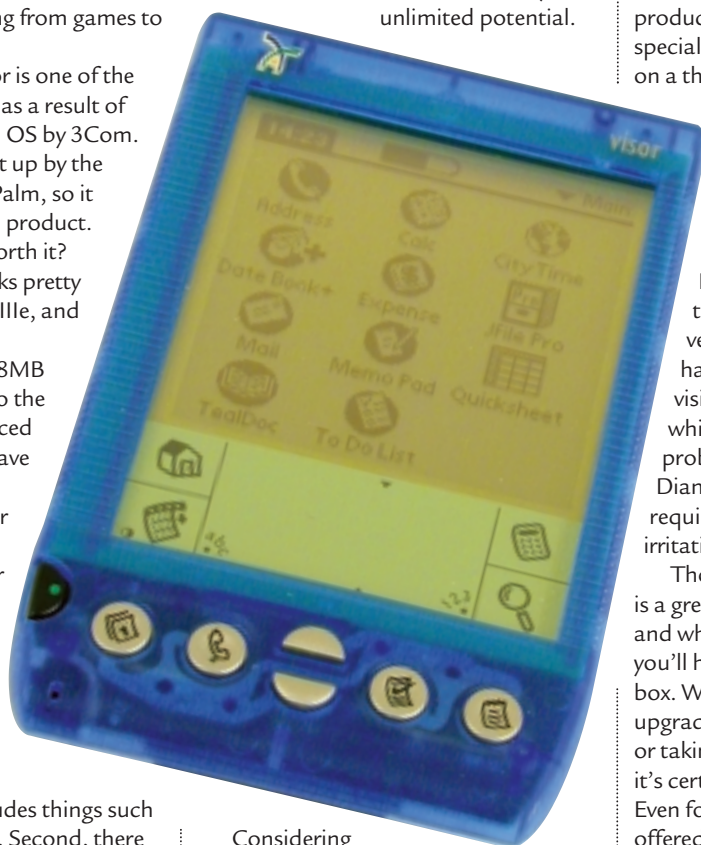 ng from games to
or is one of the
as a result of
OS by 3Com.
t up by the
Palm, so it
product.
orth it?
ks pretty
IIIe, and
8MB
o the
ced
ave
r
r
udes things such
. Second, there
unlimited potential.
VISOR
14:23
Main
Address
Calc
CityTime
Date Book+
Expense
JFile Pro
Mail
Memo Pad
Quicksheet
TealDoc
To Do List
abc
123
Considering
produc
special
on a th
t
ve
ha
visi
whi
prob
Diam
requi
irritati
The
is a gre
and wh
you'll h
box. W
upgrad
or takin
it's cert
Even fo
offered